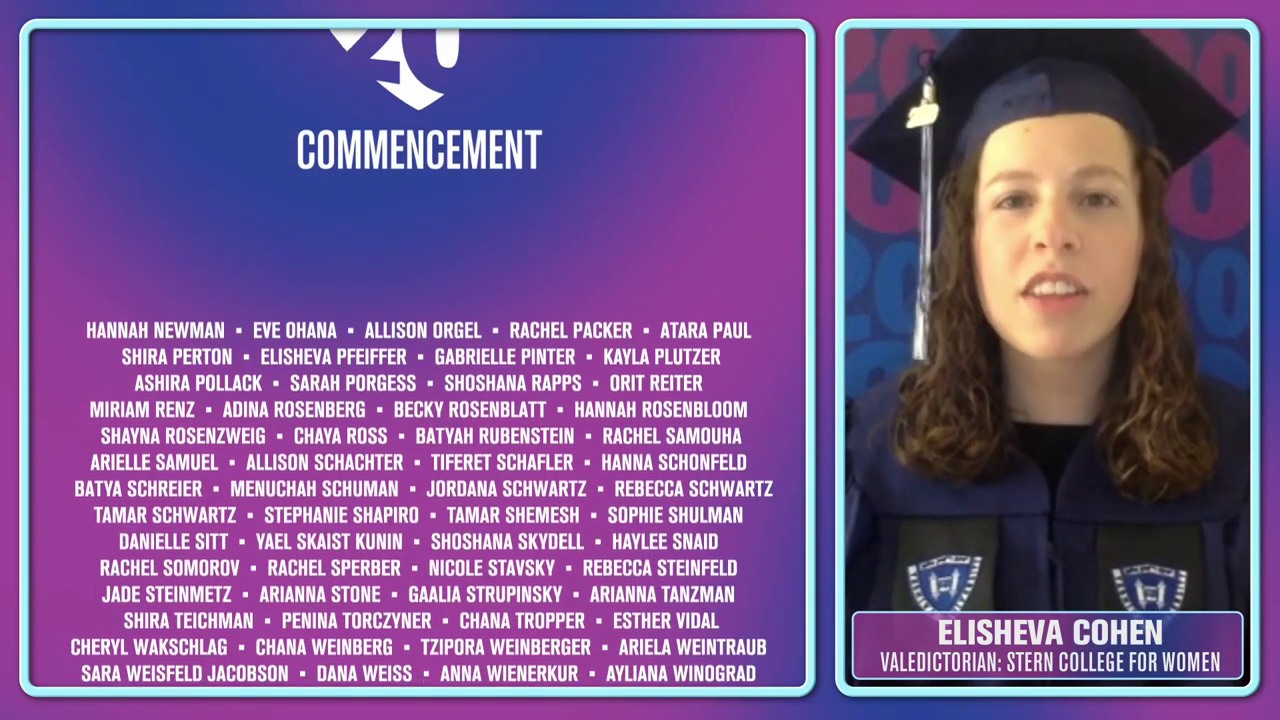 20
COMMENCEMENT
HANNAH NEWMAN ▪ EVE OHANA ▪ ALLISON ORGEL ▪ RACHEL PACKER ▪ ATARA PAUL
SHIRA PERTON ▪ ELISHEVA PFEIFFER ▪ GABRIELLE PINTER ▪ KAYLA PLUTZER
ASHIRA POLLACK ▪ SARAH PORGESS ▪ SHOSHANA RAPPS ▪ ORIT REITER
MIRIAM RENZ ▪ ADINA ROSENBERG ▪ BECKY ROSENBLATT ▪ HANNAH ROSENBLOOM
SHAYNA ROSENZWEIG ▪ CHAYA ROSS ▪ BATYAH RUBENSTEIN ▪ RACHEL SAMOUHA
ARIELLE SAMUEL ▪ ALLISON SCHACHTER ▪ TIFERET SCHAFLER ▪ HANNA SCHONFELD
BATYA SCHREIER ▪ MENUCHAH SCHUMAN ▪ JORDANA SCHWARTZ ▪ REBECCA SCHWARTZ
TAMAR SCHWARTZ ▪ STEPHANIE SHAPIRO ▪ TAMAR SHEMESH ▪ SOPHIE SHULMAN
DANIELLE SITT ▪ YAEL SKAIST KUNIN ▪ SHOSHANA SKYDELL ▪ HAYLEE SNAID
RACHEL SOMOROV ▪ RACHEL SPERBER ▪ NICOLE STAVSKY ▪ REBECCA STEINFELD
JADE STEINMETZ ▪ ARIANNA STONE ▪ GAALIA STRUPINSKY ▪ ARIANNA TANZMAN
SHIRA TEICHMAN ▪ PENINA TORCZYNER ▪ CHANA TROPPER ▪ ESTHER VIDAL
CHERYL WAKSCHLAG ▪ CHANA WEINBERG ▪ TZIPORA WEINBERGER ▪ ARIELA WEINTRAUB
SARA WEISFELD JACOBSON ▪ DANA WEISS ▪ ANNA WIENERKUR ▪ AYLIANA WINOGRAD
ELISHEVA COHEN
VALEDICTORIAN: STERN COLLEGE FOR WOMEN